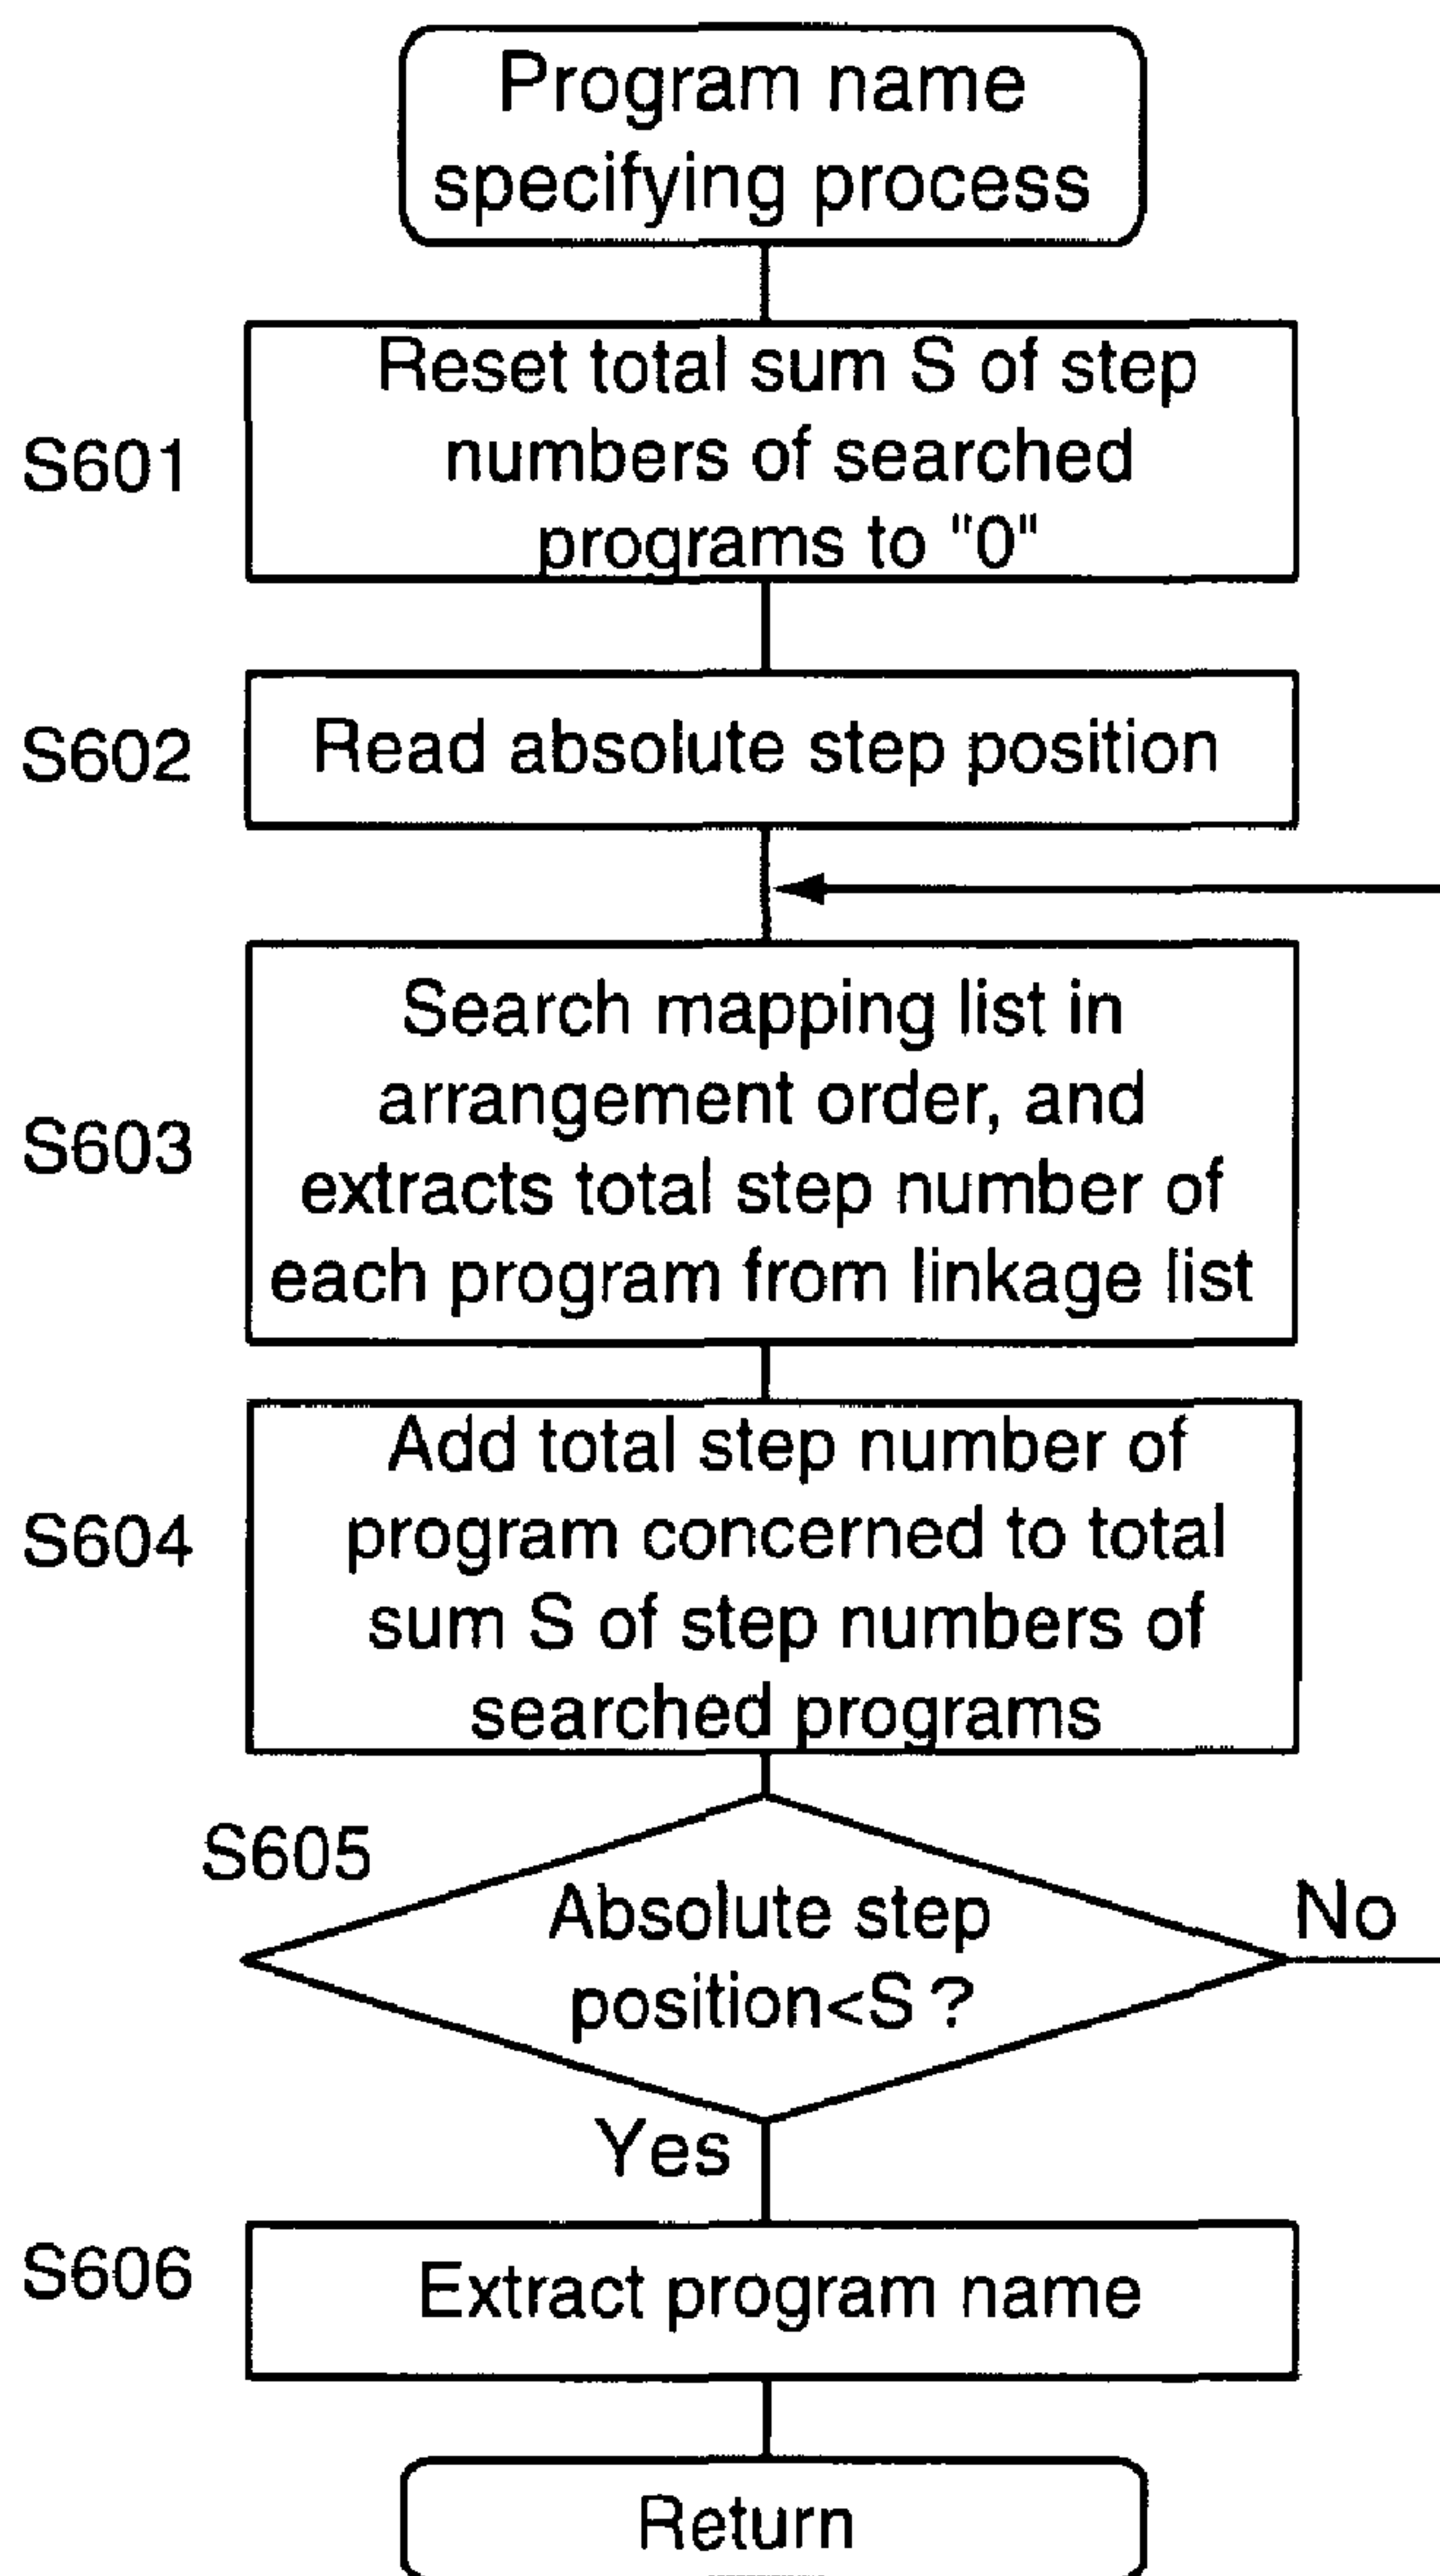 Program name
specifying process
S601
Reset total sum S of step
numbers of searched
programs to "0"
S602
Read absolute step position
S603
Search mapping list in
arrangement order, and
extracts total step number of
each program from linkage list
S604
Add total step number of
program concerned to total
sum S of step numbers of
searched programs
S605
Absolute step
position<S ?
No
Yes
S606
Extract program name
Return